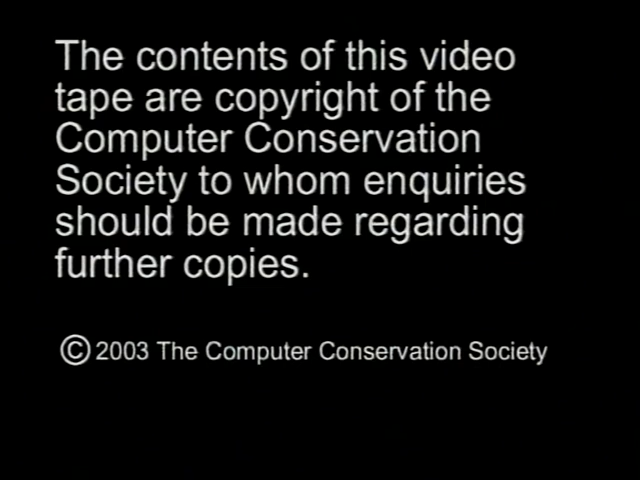 The contents of this video
tape are copyright of the
Computer Conservation
Society to whom enquiries
should be made regarding
further copies.
© 2003 The Computer Conservation Society